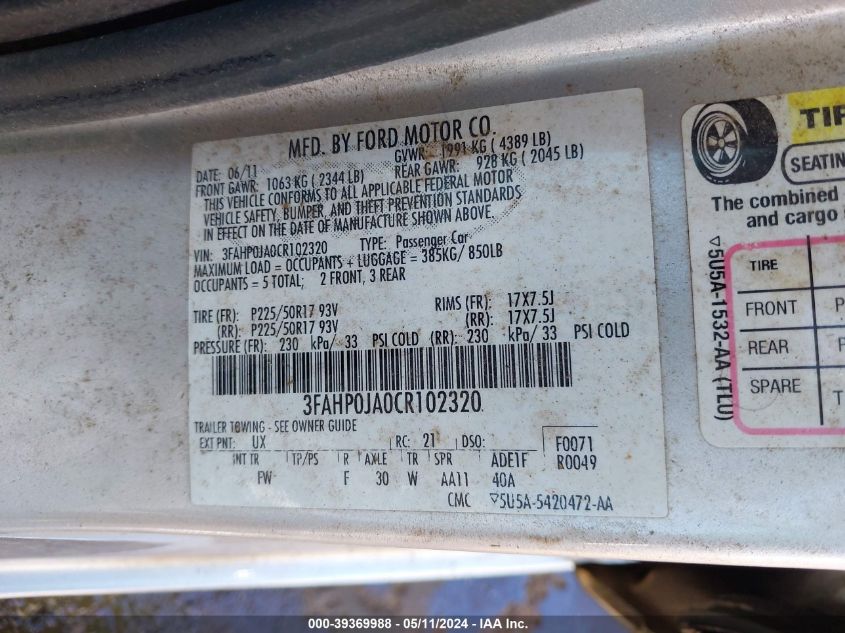 MFD. BY FORD MOTOR CO.
DATE: 06/11 GVWR: 1991 KG ( 4389 LB)
FRONT GAWR: 1063 KG ( 2344 LB) REAR GAWR: 928 KG ( 2045 LB)
THIS VEHICLE CONFORMS TO ALL APPLICABLE FEDERAL MOTOR
VEHICLE SAFETY, BUMPER, AND THEFT PREVENTION STANDARDS
IN EFFECT ON THE DATE OF MANUFACTURE SHOWN ABOVE.
VIN: 3FAHP0JA0CR102320 TYPE: Passenger Car
MAXIMUM LOAD = OCCUPANTS + LUGGAGE = 385KG/ 850LB
OCCUPANTS = 5 TOTAL; 2 FRONT, 3 REAR
TIRE (FR): P225/50R17 93V RIMS (FR): 17X7.5J
(RR): P225/50R17 93V (RR): 17X7.5J
PRESSURE (FR): 230 kPa/ 33 PSI COLD (RR): 230 kPa/ 33 PSI COLD
3FAHP0JA0CR102320
TRAILER TOWING - SEE OWNER GUIDE
EXT PNT: UX RC: 21 DSO: F0071
INT TR TP/PS R AXLE TR SPR ADE1F R0049
FW F 30 W AA11 40A
CMC ▽5U5A-5420472-AA
TIR
SEATIN
The combined
and cargo
▽5U5A-1532-AA (TLU)
TIRE
FRONT P
REAR
SPARE T
000-39369988 - 05/11/2024 - IAA Inc.